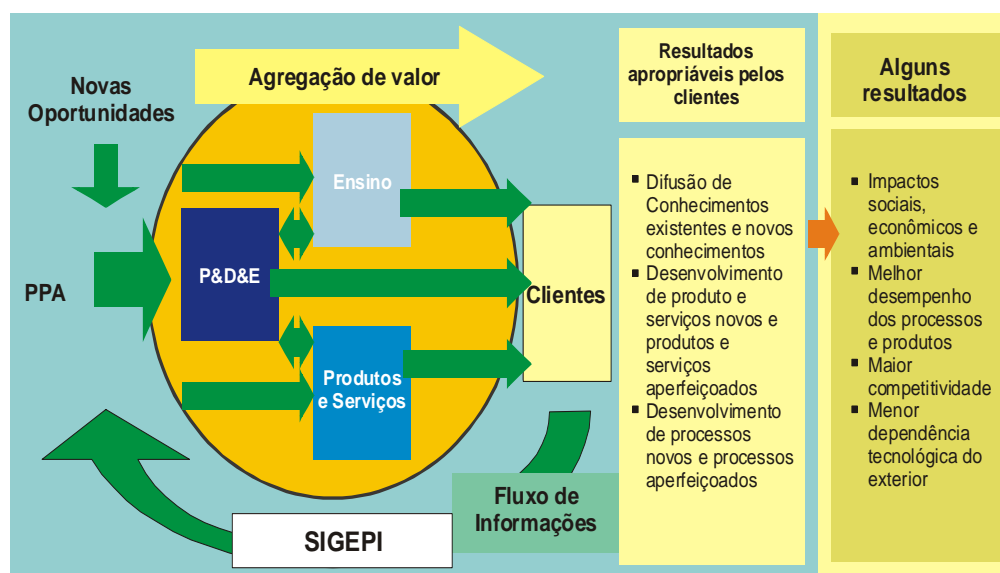 Novas
Oportunidades
PPA
Agregação de valor
Ensino
P&D&E
Produtos
e Serviços
Clientes
SIGEPI
Fluxo de
Informações
Resultados
apropriáveis pelos
clientes
▪ Difusão de
Conhecimentos
existentes e novos
conhecimentos
▪ Desenvolvimento
de produto e
serviços novos e
produtos e
serviços
aperfeiçoados
▪ Desenvolvimento
de processos
novos e processos
aperfeiçoados
Alguns
resultados
▪ Impactos
sociais,
econômicos e
ambientais
▪ Melhor
desempenho
dos processos
e produtos
▪ Maior
competitividade
▪ Menor
dependência
tecnológica do
exterior